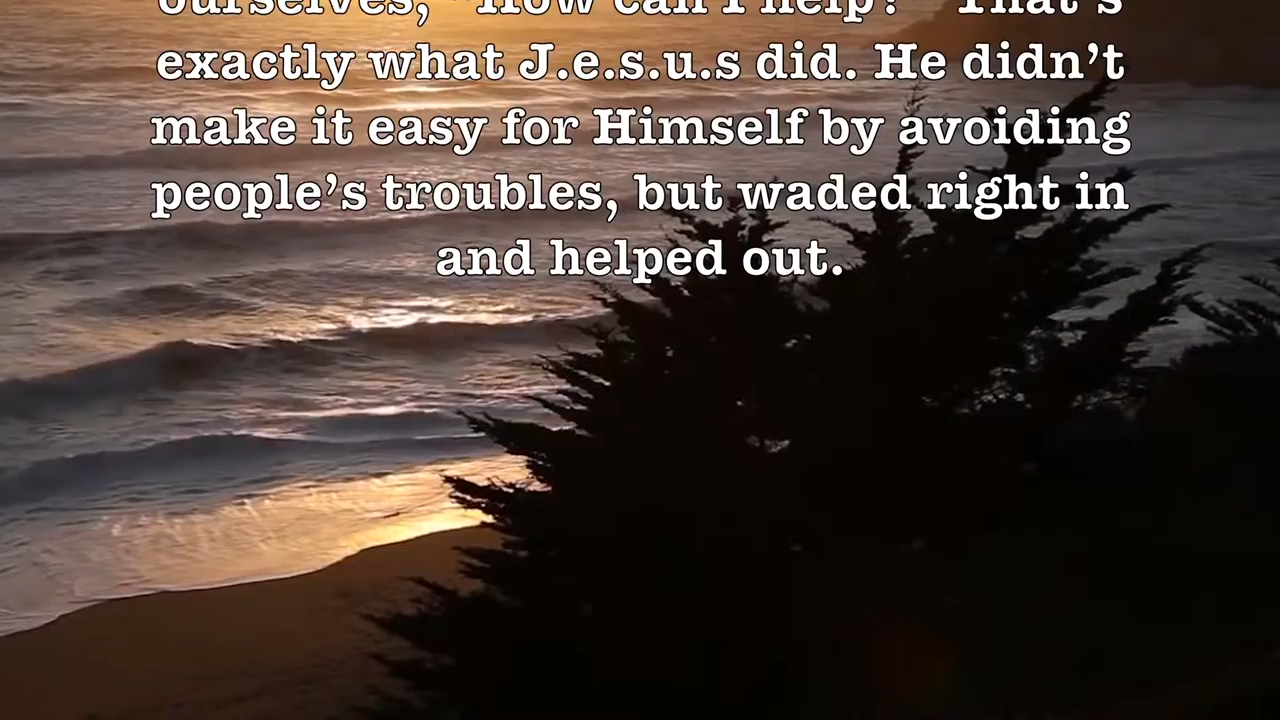 ourselves, “How can I help?” That’s
exactly what J.e.s.u.s did. He didn’t
make it easy for Himself by avoiding
people’s troubles, but waded right in
and helped out.